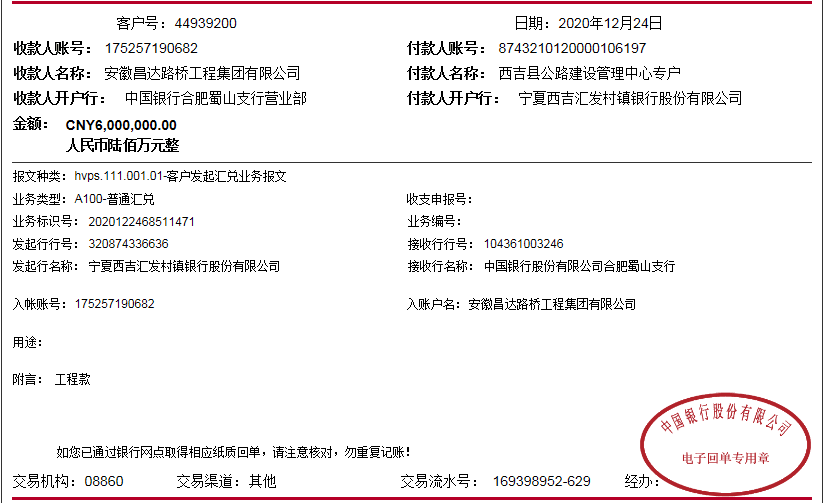 客户号：44939200 日期：2020年12月24日
收款人账号：175257190682 付款人账号：8743210120000106197
收款人名称：安徽昌达路桥工程集团有限公司 付款人名称：西吉县公路建设管理中心专户
收款人开户行：中国银行合肥蜀山支行营业部 付款人开户行：宁夏西吉汇发村镇银行股份有限公司
金额：CNY6,000,000.00
人民币陆佰万元整
报文种类：hvps.111.001.01-客户发起汇兑业务报文
业务类型：A100-普通汇兑 收支申报号：
业务标识号：2020122468511471 业务编号：
发起行行号：320874336636 接收行行号：104361003246
发起行名称：宁夏西吉汇发村镇银行股份有限公司 接收行名称：中国银行股份有限公司合肥蜀山支行
入帐账号：175257190682 入账户名：安徽昌达路桥工程集团有限公司
用途：
附言：工程款
中国银行股份有限公司
电子回单专用章
如您已通过银行网点取得相应纸质回单，请注意核对，勿重复记账！
交易机构：08860 交易渠道：其他 交易流水号：169398952-629 经办：